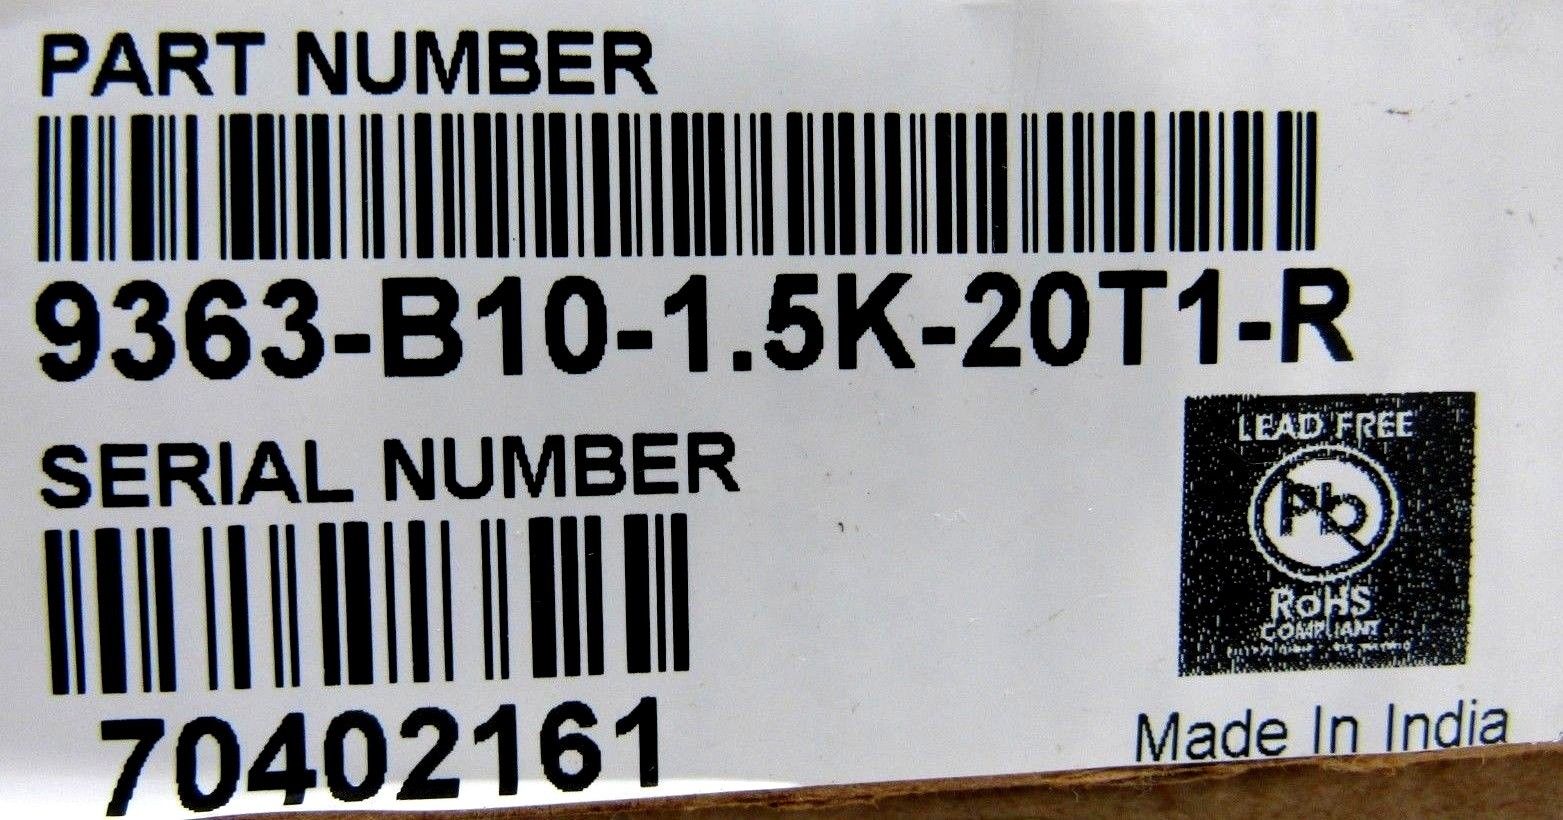 PART NUMBER
9363-B10-1.5K-20T1-R
SERIAL NUMBER
70402161
LEAD FREE
Pb
RoHS
COMPLIANT
Made In India